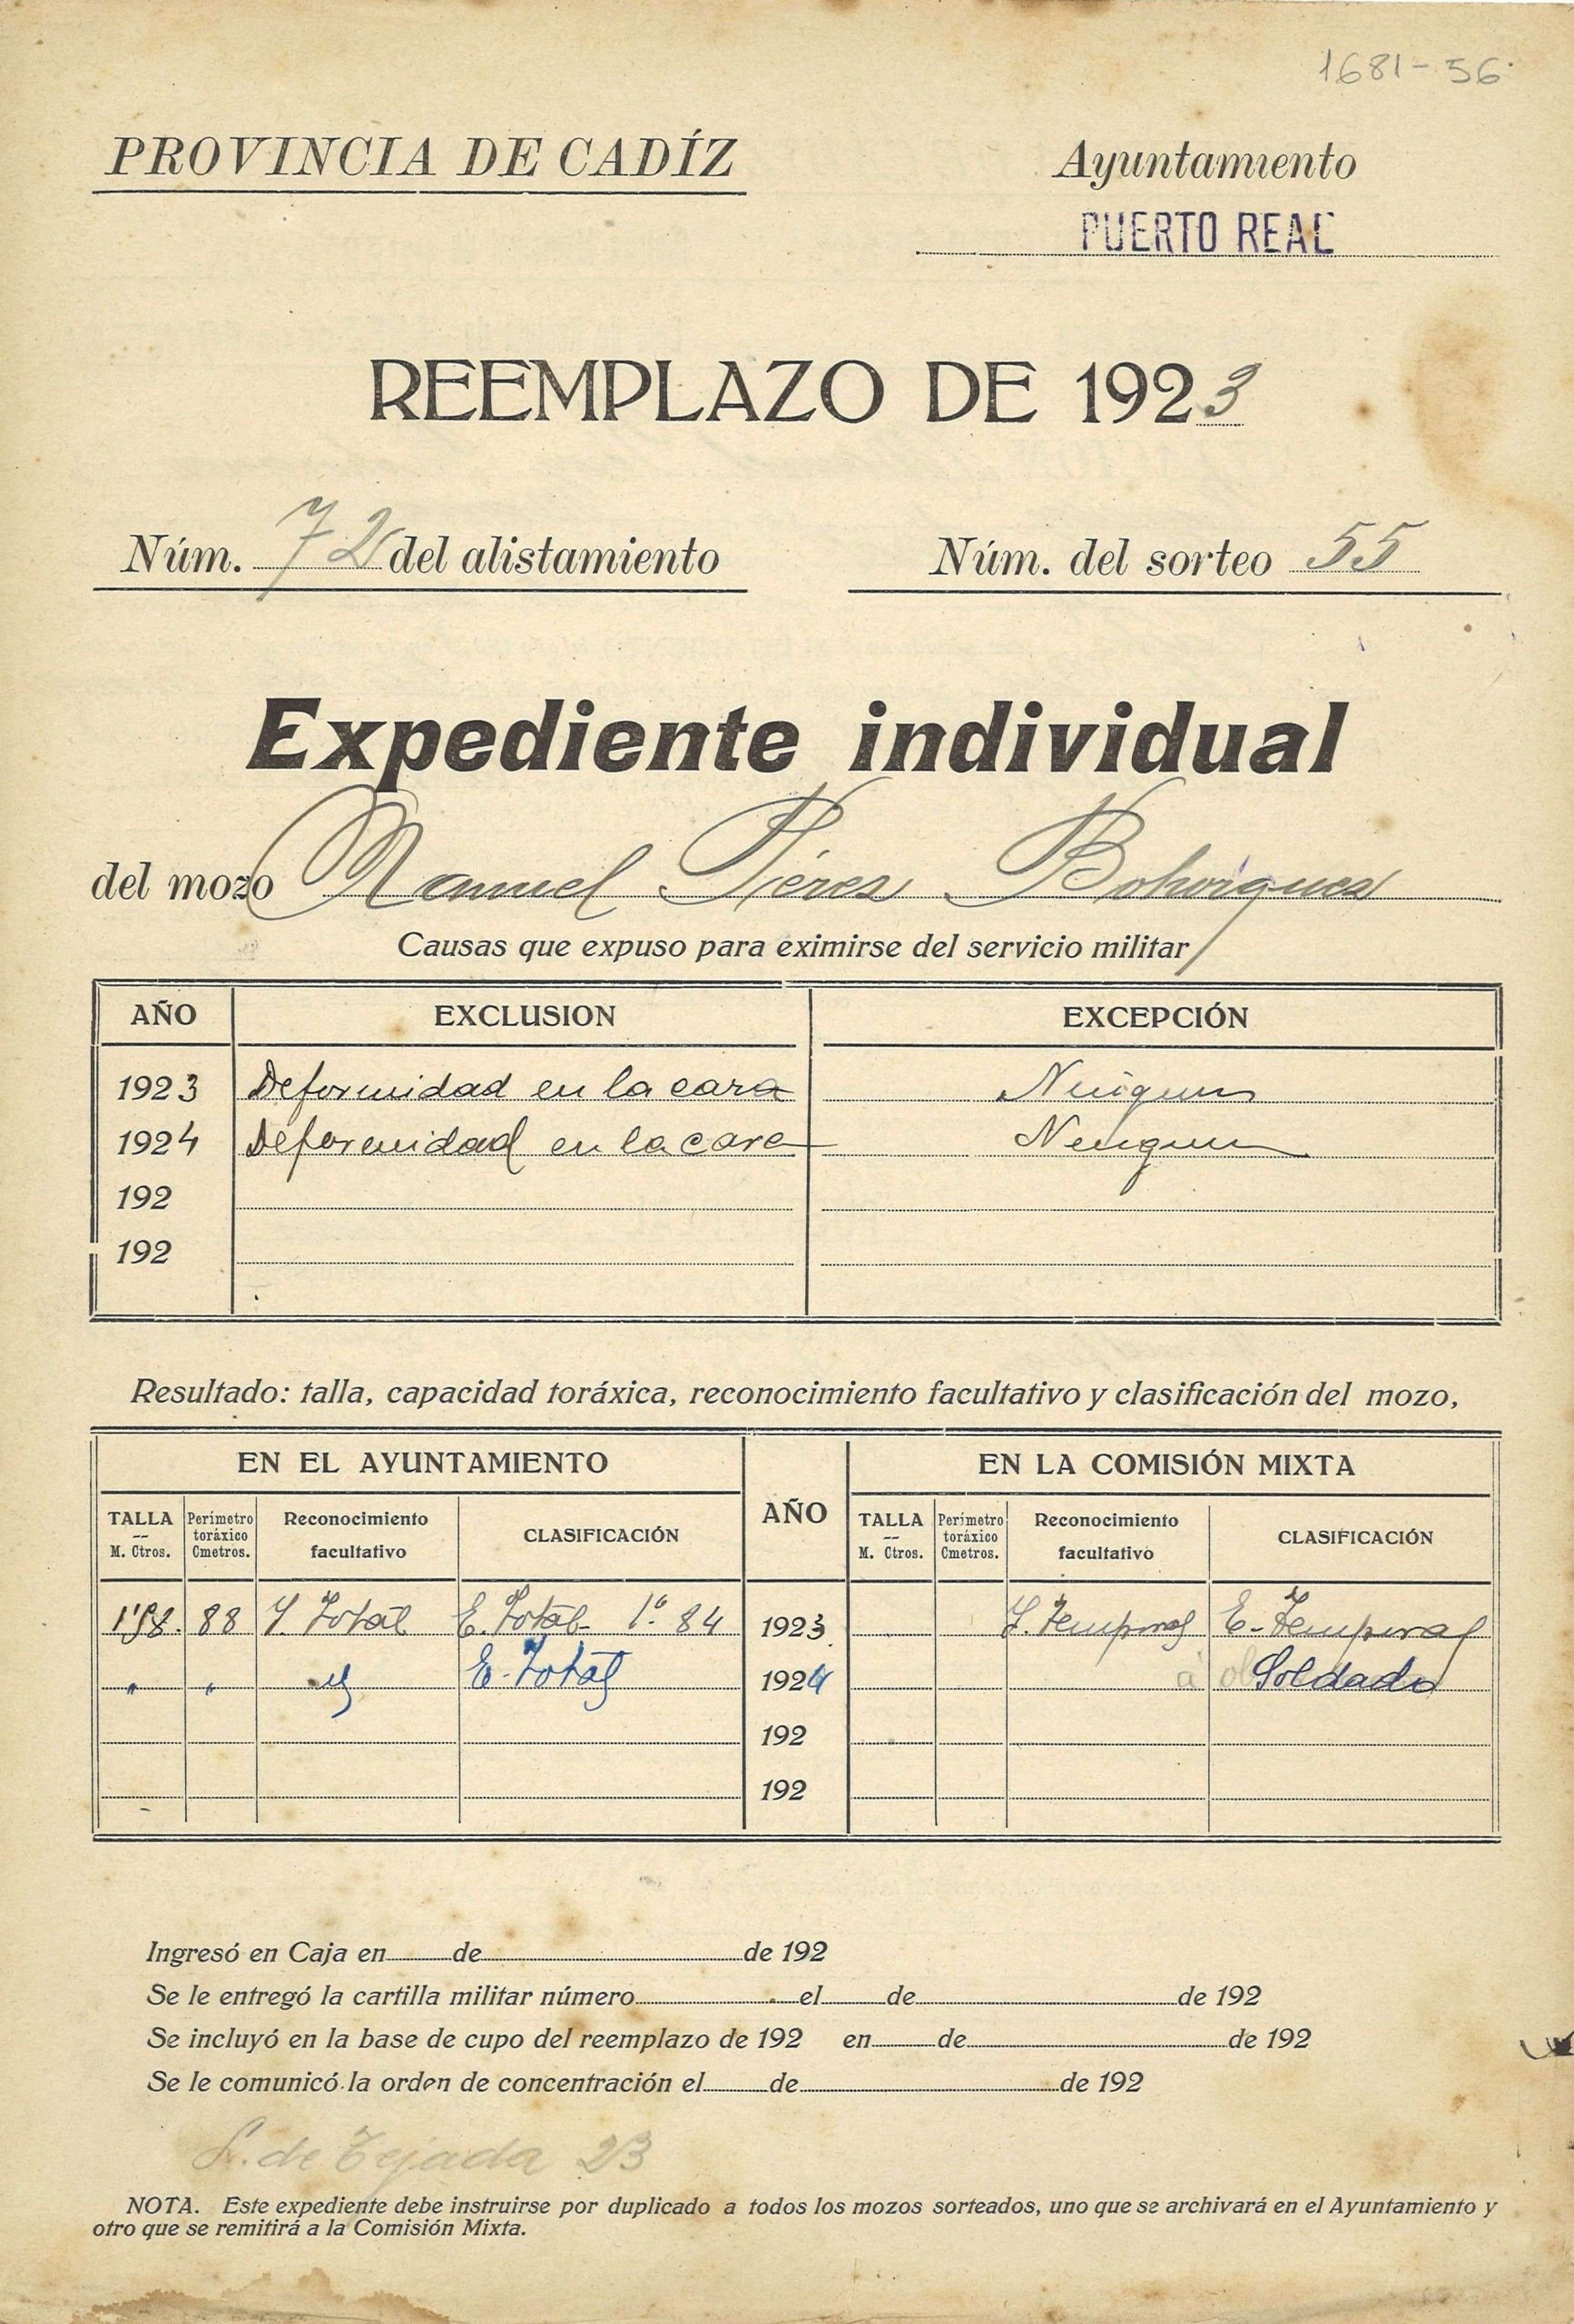 1681-56
PROVINCIA DE CADÍZ
Ayuntamiento
PUERTO REAL
REEMPLAZO DE 1923
Núm. 72 del alistamiento
Núm. del sorteo 55
Expediente individual
del mozo Manuel Péres Bohorques
Causas que expuso para eximirse del servicio militar
AÑO EXCLUSION EXCEPCIÓN
1923 Deformidad en la cara Ninguna
1924 Deformidad en la cara Ninguna
192
192
Resultado: talla, capacidad toráxica, reconocimiento facultativo y clasificación del mozo,
EN EL AYUNTAMIENTO AÑO EN LA COMISIÓN MIXTA
TALLA -- M. Ctros. Perímetro toráxico Cmetros. Reconocimiento facultativo CLASIFICACIÓN TALLA -- M. Ctros. Perímetro toráxico Cmetros. Reconocimiento facultativo CLASIFICACIÓN
88 Y. Total E. Total 1º 84 1923 Y. Temporal E. Temporal
" " E. Total 1924 Soldado
192
192
Ingresó en Caja en de de 192
Se le entregó la cartilla militar número el de de 192
Se incluyó en la base de cupo del reemplazo de 192 en de de 192
Se le comunicó la orden de concentración el de de 192
S. de Tejada 23
NOTA. Este expediente debe instruirse por duplicado a todos los mozos sorteados, uno que se archivará en el Ayuntamiento y
otro que se remitirá a la Comisión Mixta.